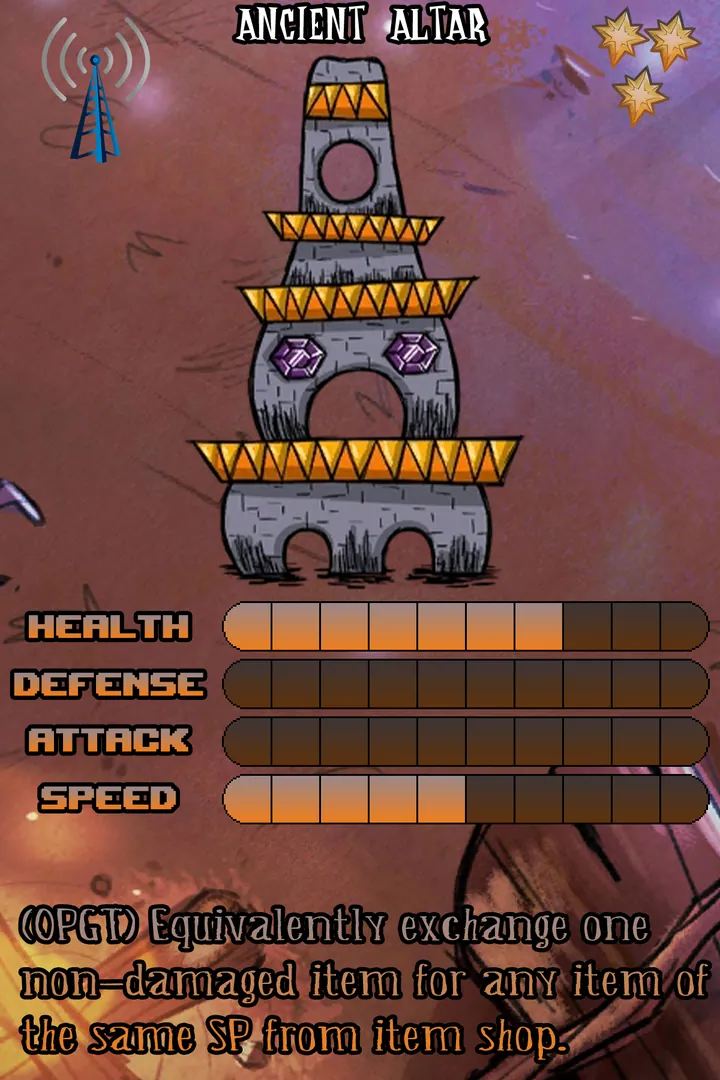 ANCIENT ALTAR
HEALTH
DEFENSE
ATTACK
SPEED
(OPGT) Equivalently exchange one
non-damaged item for any item of
the same SP from item shop.